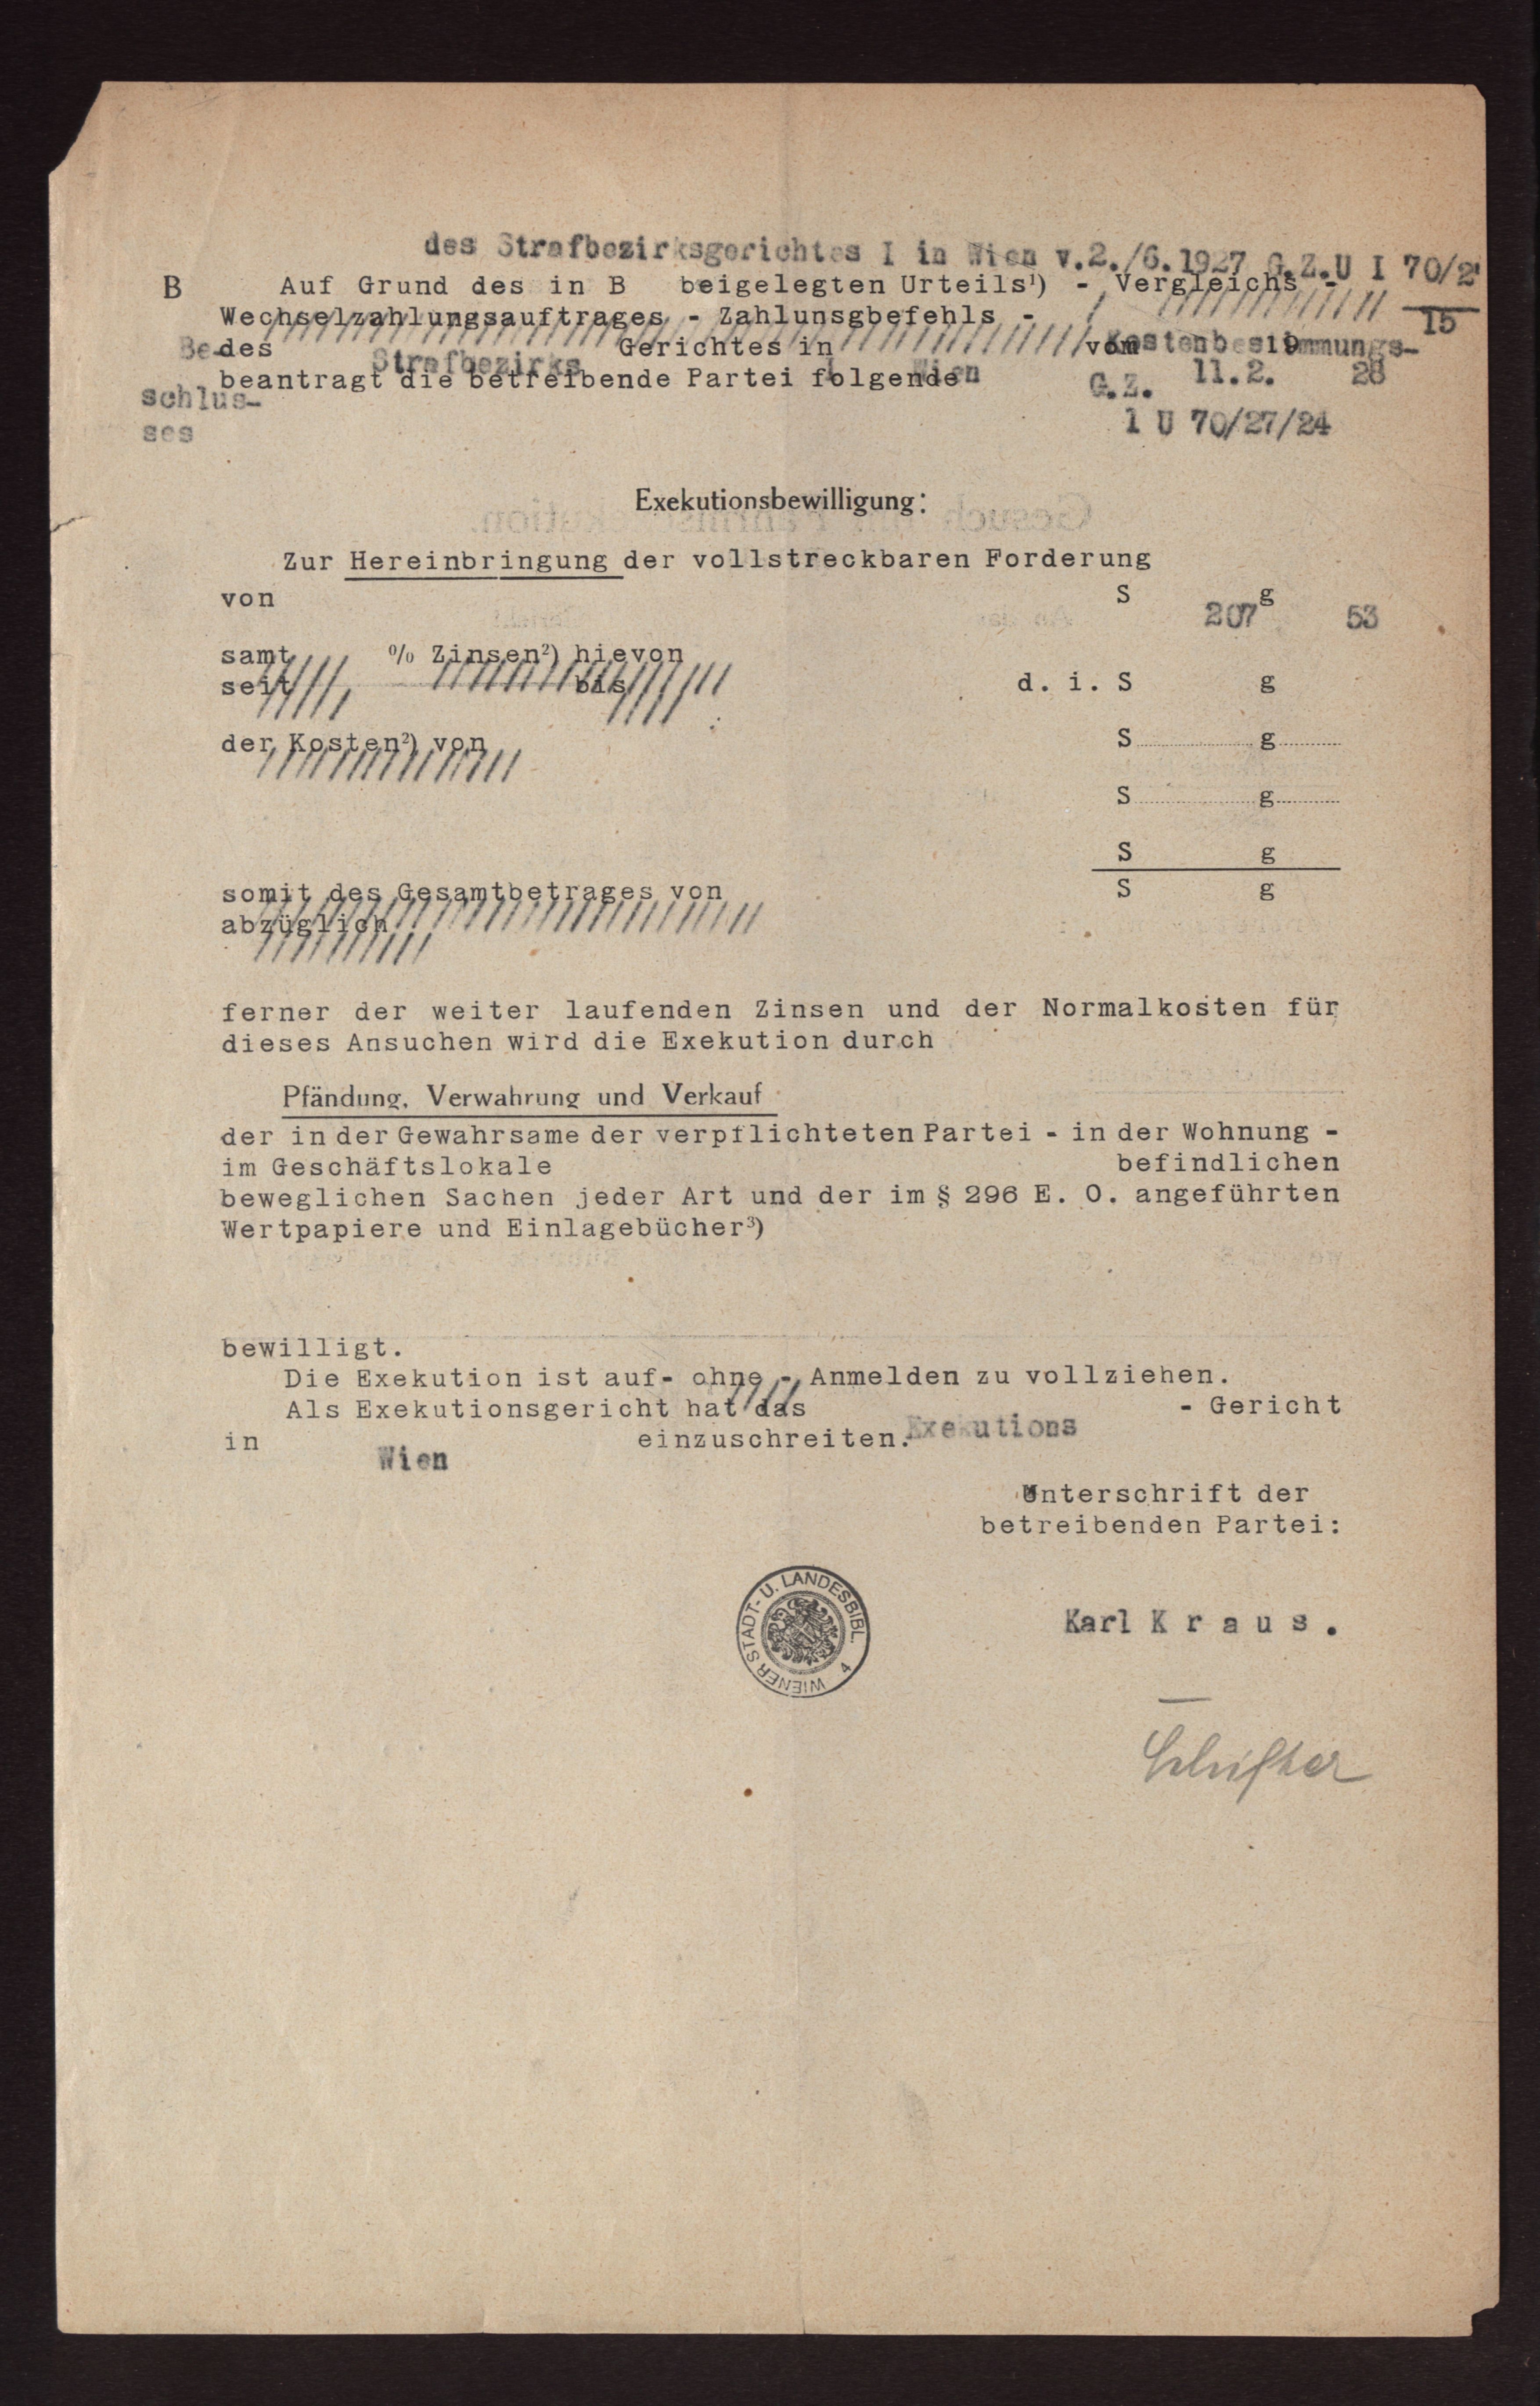 des Strafbezirksgerichtes I in Wien v.2./6.1927 G.Z.U I 70/2
15
B Auf Grund des in B beigelegten Urteils¹) - Vergleichs -
Wechselzahlungsauftrages - Zahlunsgbefehls - Kostenbestimmungs-
Be-
schlus-
ses
des Strafbezirks Gerichtes in I Wien vom 11.2. 1928
G.Z.
1 U 70/27/24
beantragt die betreibende Partei folgende
Exekutionsbewilligung:
Zur Hereinbringung der vollstreckbaren Forderung
von S 207 g 53
samt % Zinsen²) hievon
seit bis d. i. S g
der Kosten²) von S g
S g
S g
somit des Gesamtbetrages von S g
abzüglich
ferner der weiter laufenden Zinsen und der Normalkosten für
dieses Ansuchen wird die Exekution durch
Pfändung, Verwahrung und Verkauf
der in der Gewahrsame der verpflichteten Partei - in der Wohnung -
im Geschäftslokale befindlichen
beweglichen Sachen jeder Art und der im § 296 E. O. angeführten
Wertpapiere und Einlagebücher³)
bewilligt.
Die Exekution ist auf- ohne - Anmelden zu vollziehen.
Als Exekutionsgericht hat das Exekutions - Gericht
in Wien einzuschreiten.
Unterschrift der
betreibenden Partei:
WIENER STADT- U. LANDESBIBL. 4
Karl Kraus.